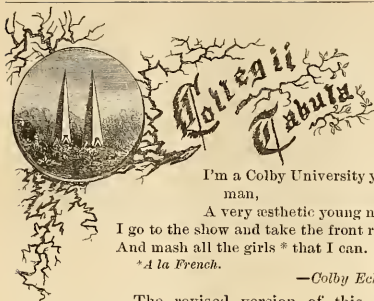 Collegii
Tabula
I'm a Colby University y
man,
A very æsthetic young n
I go to the show and take the front r
And mash all the girls * that I can.
*A la French.
—Colby Ec
The revised version of this